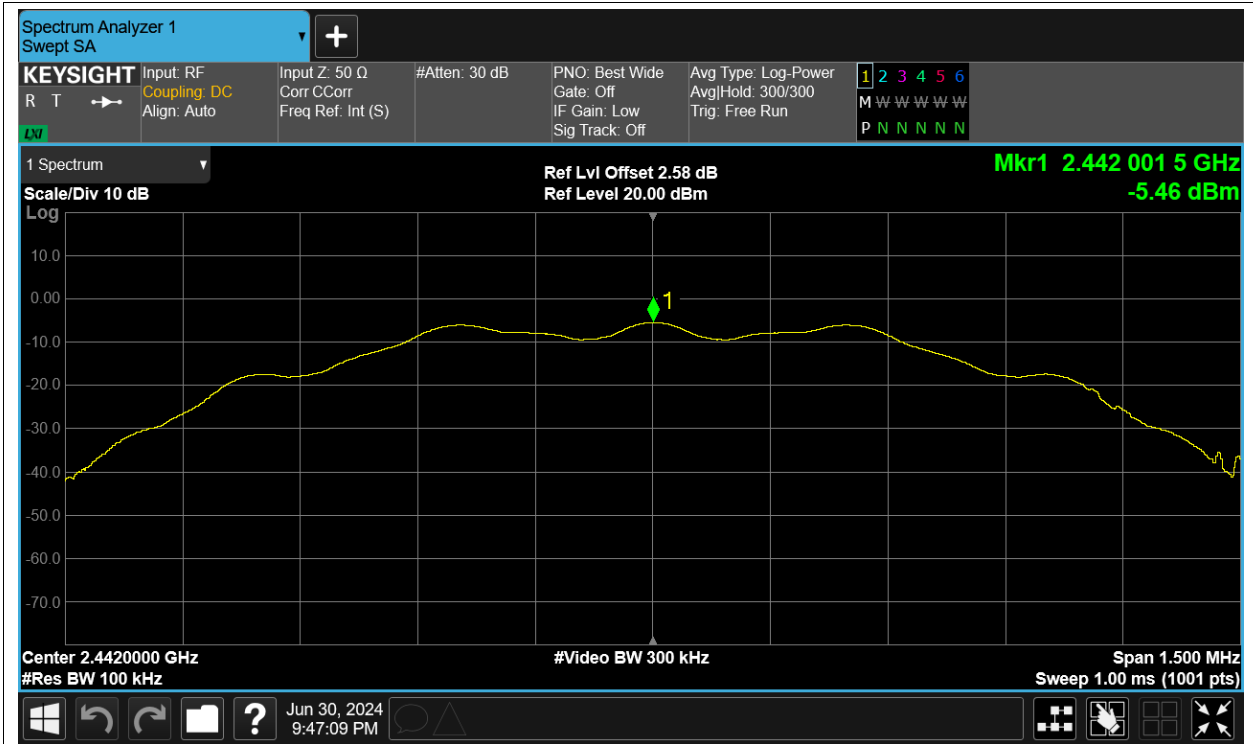 Spectrum Analyzer 1
Swept SA
KEYSIGHT
R T
LXI
Input: RF
Coupling: DC
Align: Auto
Input Z: 50 Ω
Corr CCorr
Freq Ref: Int (S)
#Atten: 30 dB
PNO: Best Wide
Gate: Off
IF Gain: Low
Sig Track: Off
Avg Type: Log-Power
Avg|Hold: 300/300
Trig: Free Run
1 2 3 4 5 6
M W W W W W
P N N N N N
1 Spectrum
Scale/Div 10 dB
Log
Ref Lvl Offset 2.58 dB
Ref Level 20.00 dBm
Mkr1 2.442 001 5 GHz
-5.46 dBm
10.0
0.00
1
-10.0
-20.0
-30.0
-40.0
-50.0
-60.0
-70.0
Center 2.4420000 GHz
#Video BW 300 kHz
Span 1.500 MHz
#Res BW 100 kHz
Sweep 1.00 ms (1001 pts)
?
Jun 30, 2024
9:47:09 PM